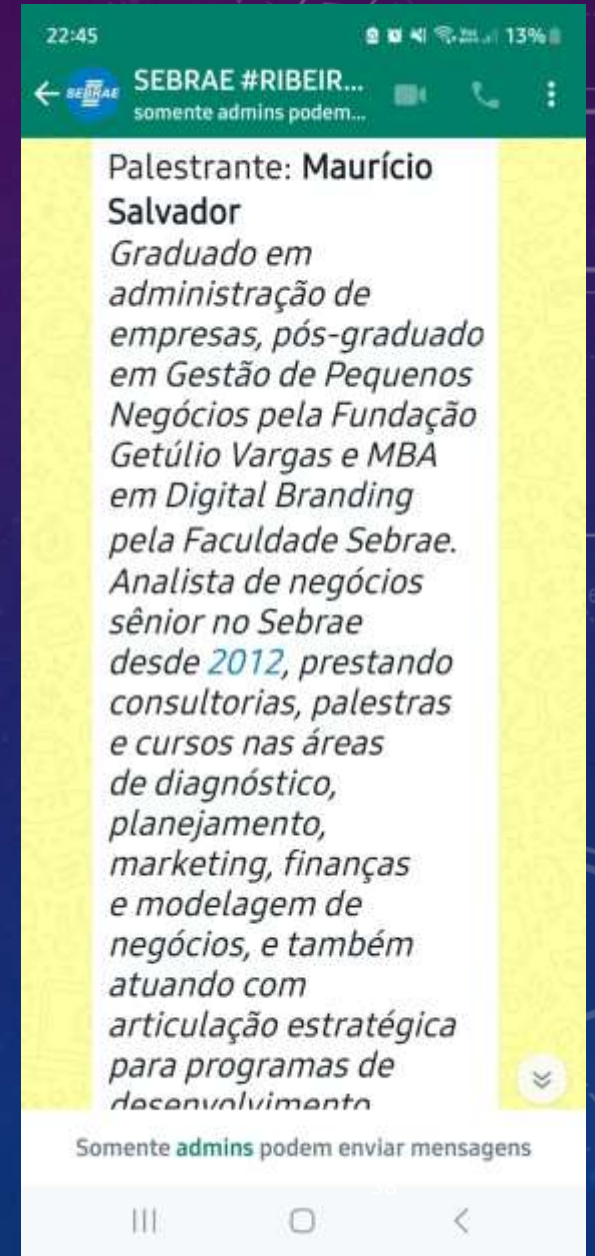 22:45
13%
SEBRAE
SEBRAE #RIBEIR...
somente admins podem...
Palestrante: Maurício
Salvador
Graduado em
administração de
empresas, pós-graduado
em Gestão de Pequenos
Negócios pela Fundação
Getúlio Vargas e MBA
em Digital Branding
pela Faculdade Sebrae.
Analista de negócios
sênior no Sebrae
desde 2012, prestando
consultorias, palestras
e cursos nas áreas
de diagnóstico,
planejamento,
marketing, finanças
e modelagem de
negócios, e também
atuando com
articulação estratégica
para programas de
desenvolvimento
Somente admins podem enviar mensagens